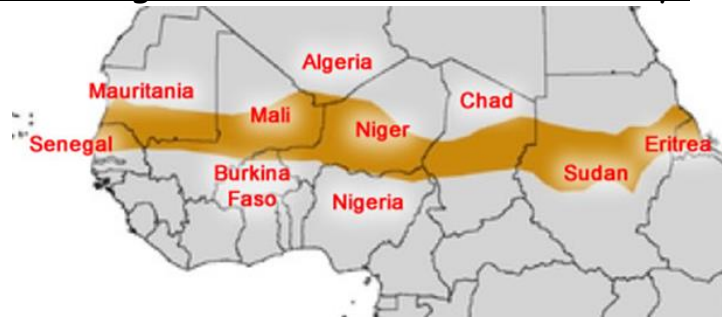 Algeria
Mauritania
Chad
Mali
Niger
Senegal
Eritrea
Burkina
Faso
Sudan
Nigeria